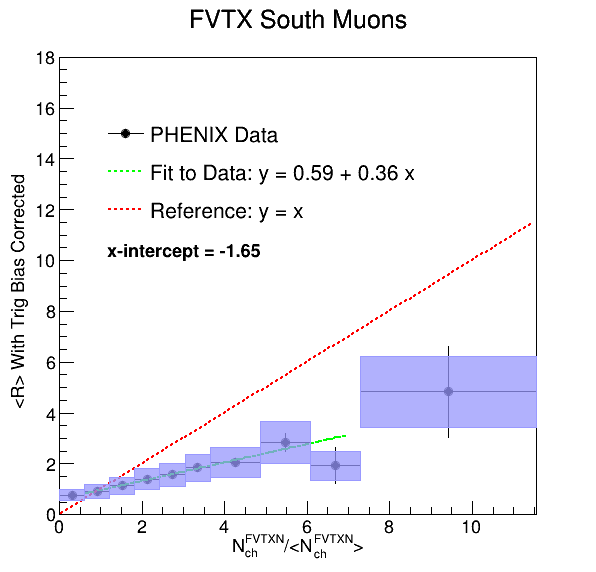 FVTX South Muons
<R> With Trig Bias Corrected
18
16
14
12
10
8
6
4
2
0
PHENIX Data
Fit to Data: y = 0.59 + 0.36 x
Reference: y = x
x-intercept = -1.65
0 2 4 6 8 10
N_ch^FVTXN/<N_ch^FVTXN>